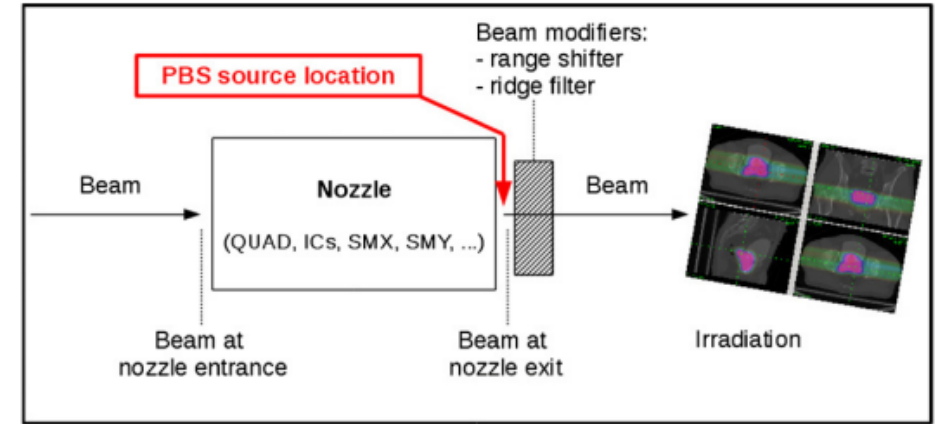 Beam modifiers:
- range shifter
- ridge filter
PBS source location
Beam
Nozzle
(QUAD, ICs, SMX, SMY, ...)
Beam
Beam at
nozzle entrance
Beam at
nozzle exit
Irradiation